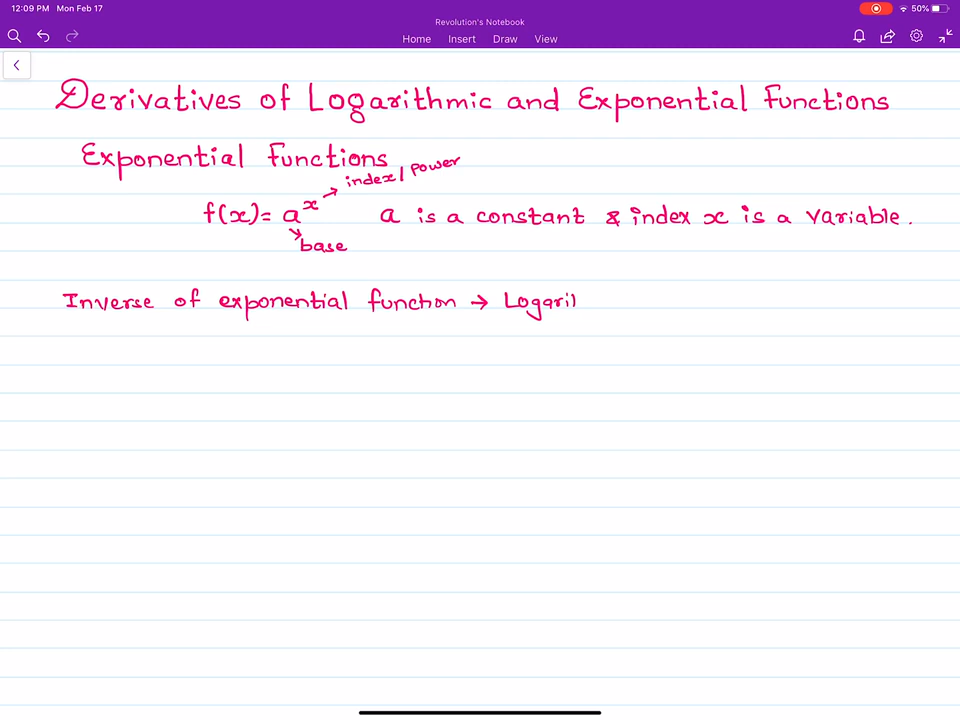 12:09 PM Mon Feb 17
50%
Revolution's Notebook
Home Insert Draw View
Derivatives of Logarithmic and Exponential Functions
Exponential Functions
index/power
f(x)= a^x a is a constant & index x is a variable.
base
Inverse of exponential function → Logaril